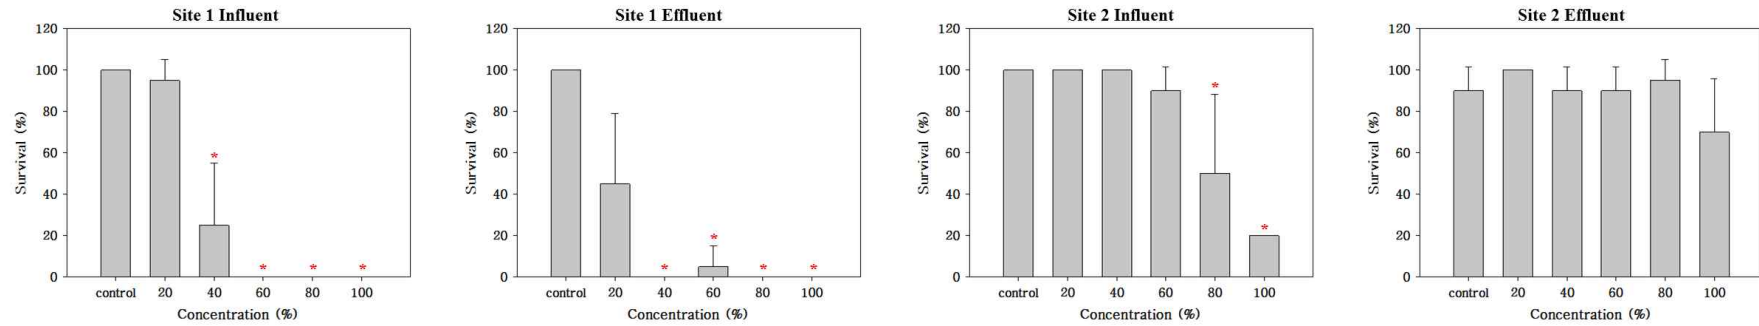 Site 1 Influent
120
100
80
60
40
20
0
Survival (%)
*
*
*
*
control 20 40 60 80 100
Concentration (%)
Site 1 Effluent
120
100
80
60
40
20
0
Survival (%)
*
*
*
*
control 20 40 60 80 100
Concentration (%)
Site 2 Influent
120
100
80
60
40
20
0
Survival (%)
*
*
control 20 40 60 80 100
Concentration (%)
Site 2 Effluent
120
100
80
60
40
20
0
Survival (%)
control 20 40 60 80 100
Concentration (%)